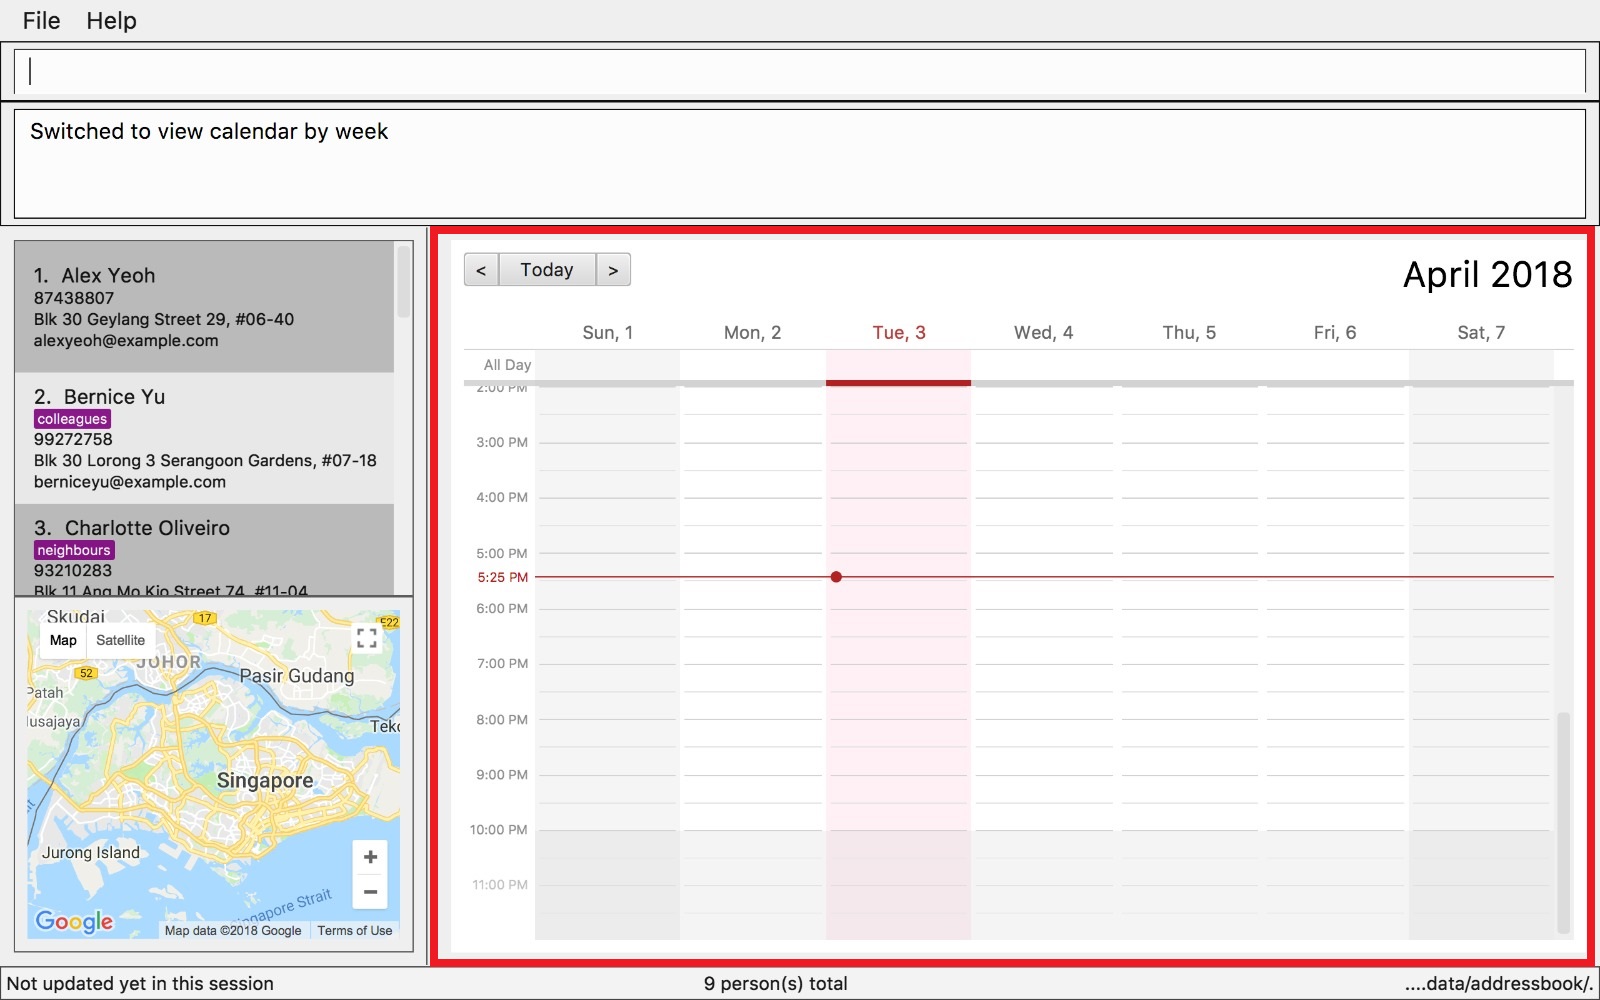 File Help
Switched to view calendar by week
1. Alex Yeoh
87438807
Blk 30 Geylang Street 29, #06-40
alexyeoh@example.com
2. Bernice Yu
colleagues
99272758
Blk 30 Lorong 3 Serangoon Gardens, #07-18
berniceyu@example.com
3. Charlotte Oliveiro
neighbours
93210283
Blk 11 Ang Mo Kio Street 74, #11-04
Skudai
17
E22
Map Satellite
JOHOR
52
Pasir Gudang
Patah
lusajaya
Teko
Singapore
Jurong Island
+
−
Singapore Strait
Google
Map data ©2018 Google Terms of Use
< Today >
April 2018
Sun, 1 Mon, 2 Tue, 3 Wed, 4 Thu, 5 Fri, 6 Sat, 7
All Day
2:00 PM
3:00 PM
4:00 PM
5:00 PM
5:25 PM
6:00 PM
7:00 PM
8:00 PM
9:00 PM
10:00 PM
11:00 PM
Not updated yet in this session
9 person(s) total
....data/addressbook/.